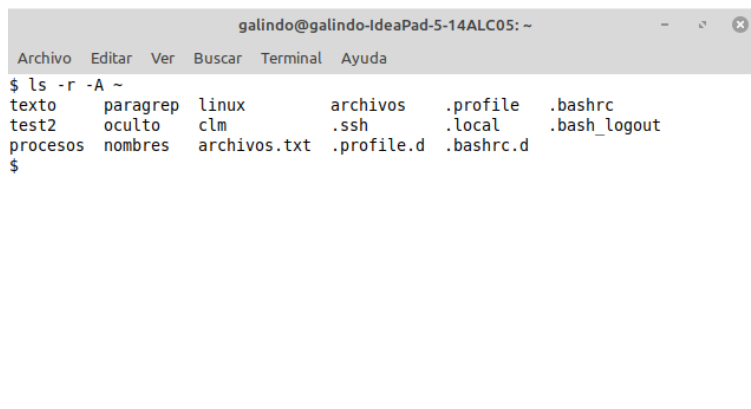 galindo@galindo-IdeaPad-5-14ALC05: ~
Archivo Editar Ver Buscar Terminal Ayuda
$ ls -r -A ~
texto paragrep linux archivos .profile .bashrc
test2 oculto clm .ssh .local .bash_logout
procesos nombres archivos.txt .profile.d .bashrc.d
$